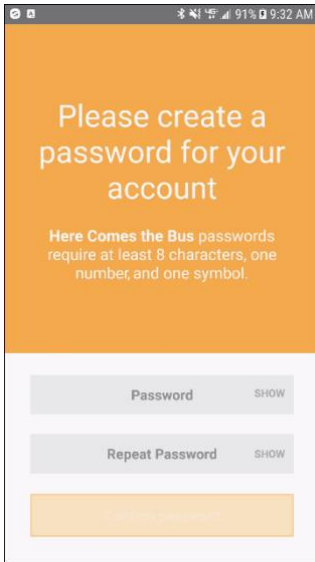 91% 9:32 AM
Please create a
password for your
account
Here Comes the Bus passwords
require at least 8 characters, one
number, and one symbol.
Password SHOW
Repeat Password SHOW